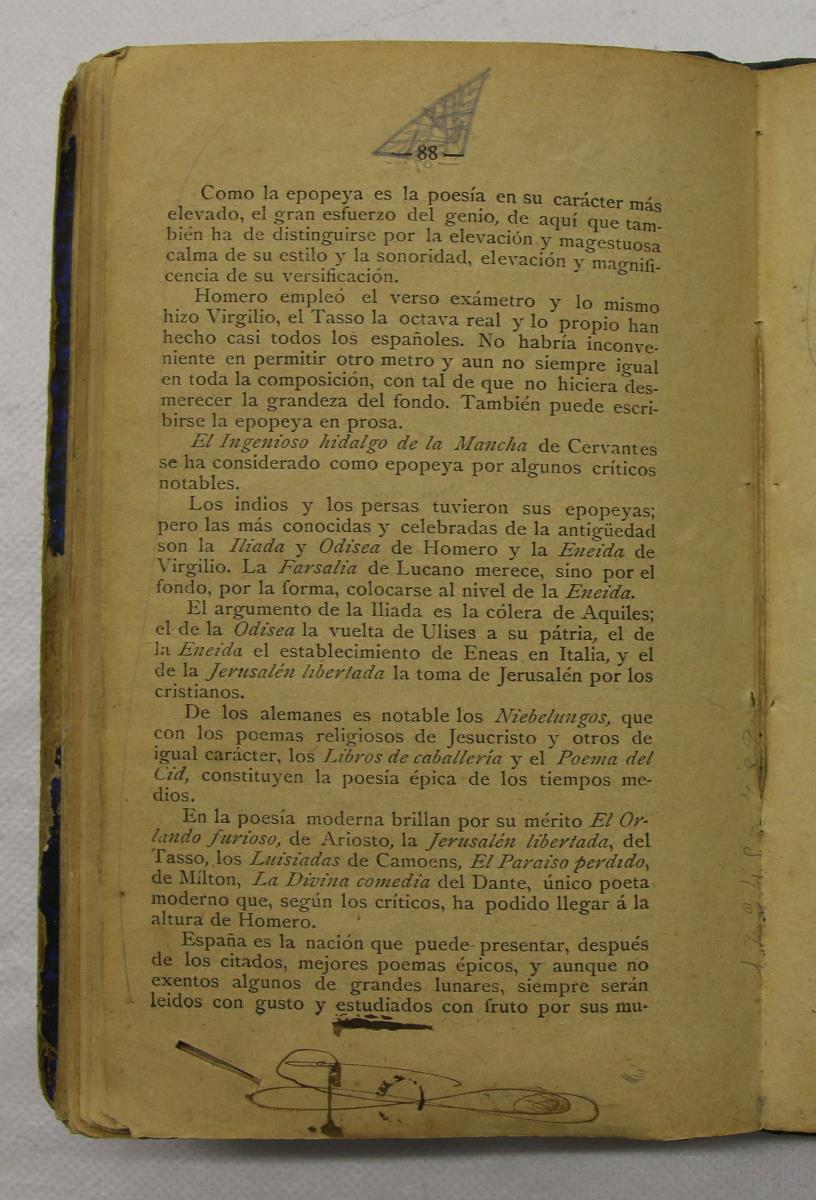 — 88 —
Como la epopeya es la poesía en su carácter más
elevado, el gran esfuerzo del genio, de aquí que tam-
bién ha de distinguirse por la elevación y magestuosa
calma de su estilo y la sonoridad, elevación y magnifi-
cencia de su versificación.
Homero empleó el verso exámetro y lo mismo
hizo Virgilio, el Tasso la octava real y lo propio han
hecho casi todos los españoles. No habría inconve-
niente en permitir otro metro y aun no siempre igual
en toda la composición, con tal de que no hiciera des-
merecer la grandeza del fondo. También puede escri-
birse la epopeya en prosa.
El Ingenioso hidalgo de la Mancha de Cervantes
se ha considerado como epopeya por algunos críticos
notables.
Los indios y los persas tuvieron sus epopeyas;
pero las más conocidas y celebradas de la antigüedad
son la Iliada y Odisea de Homero y la Eneida de
Virgilio. La Farsalia de Lucano merece, sino por el
fondo, por la forma, colocarse al nivel de la Eneida.
El argumento de la Iliada es la cólera de Aquiles;
el de la Odisea la vuelta de Ulises a su pátria, el de
la Eneida el establecimiento de Eneas en Italia, y el
de la Jerusalén libertada la toma de Jerusalén por los
cristianos.
De los alemanes es notable los Niebelungos, que
con los poemas religiosos de Jesucristo y otros de
igual carácter, los Libros de caballería y el Poema del
Cid, constituyen la poesía épica de los tiempos me-
dios.
En la poesía moderna brillan por su mérito El Or-
lando furioso, de Ariosto, la Jerusalén libertada, del
Tasso, los Luisiadas de Camoens, El Paraiso perdido,
de Mílton, La Divina comedia del Dante, único poeta
moderno que, según los críticos, ha podido llegar á la
altura de Homero.
España es la nación que puede presentar, después
de los citados, mejores poemas épicos, y aunque no
exentos algunos de grandes lunares, siempre serán
leidos con gusto y estudiados con fruto por sus mu-